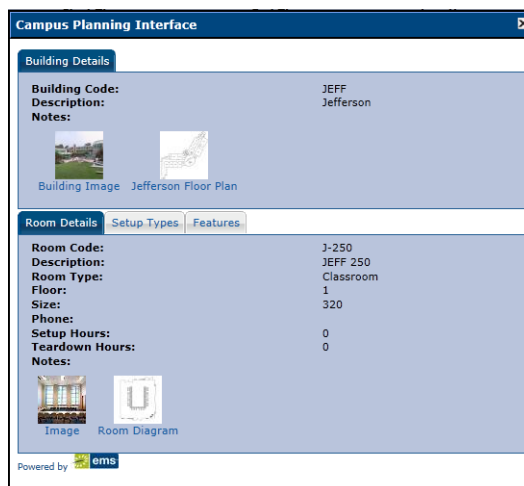 Campus Planning Interface
Building Details
Building Code: JEFF
Description: Jefferson
Notes:
Building Image Jefferson Floor Plan
Room Details Setup Types Features
Room Code: J-250
Description: JEFF 250
Room Type: Classroom
Floor: 1
Size: 320
Phone:
Setup Hours: 0
Teardown Hours: 0
Notes:
Image Room Diagram
Powered by ems